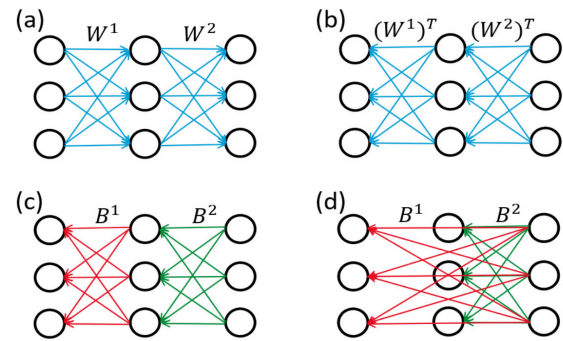 (a) W¹ W²
(b) (W¹)ᵀ (W²)ᵀ
(c) B¹ B²
(d) B¹ B²